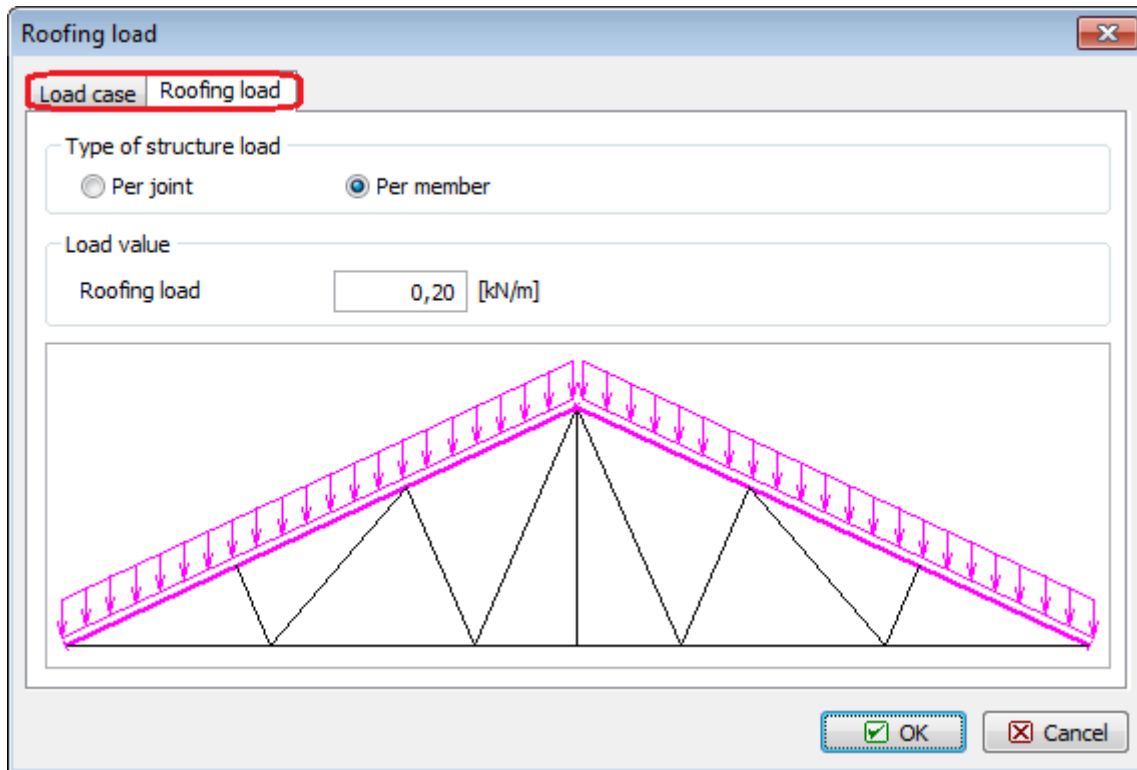 Roofing load
Load case Roofing load
Type of structure load
Per joint Per member
Load value
Roofing load 0,20 [kN/m]
OK Cancel